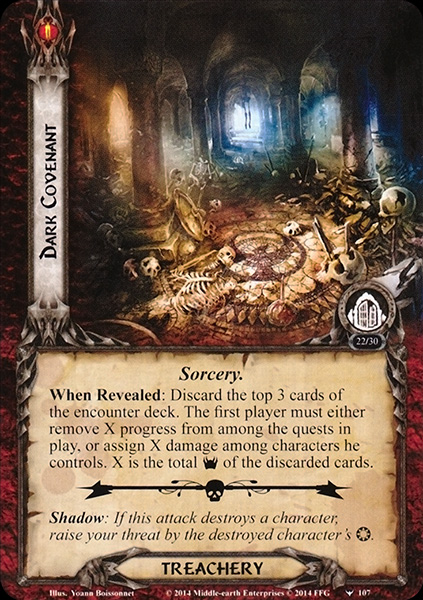 DARK COVENANT
22/30
Sorcery.
When Revealed: Discard the top 3 cards of
the encounter deck. The first player must either
remove X progress from among the quests in
play, or assign X damage among characters he
controls. X is the total of the discarded cards.
Shadow: If this attack destroys a character,
raise your threat by the destroyed character's .
TREACHERY
Illus. Yoann Boissonnet © 2014 Middle-earth Enterprises © 2014 FFG 107